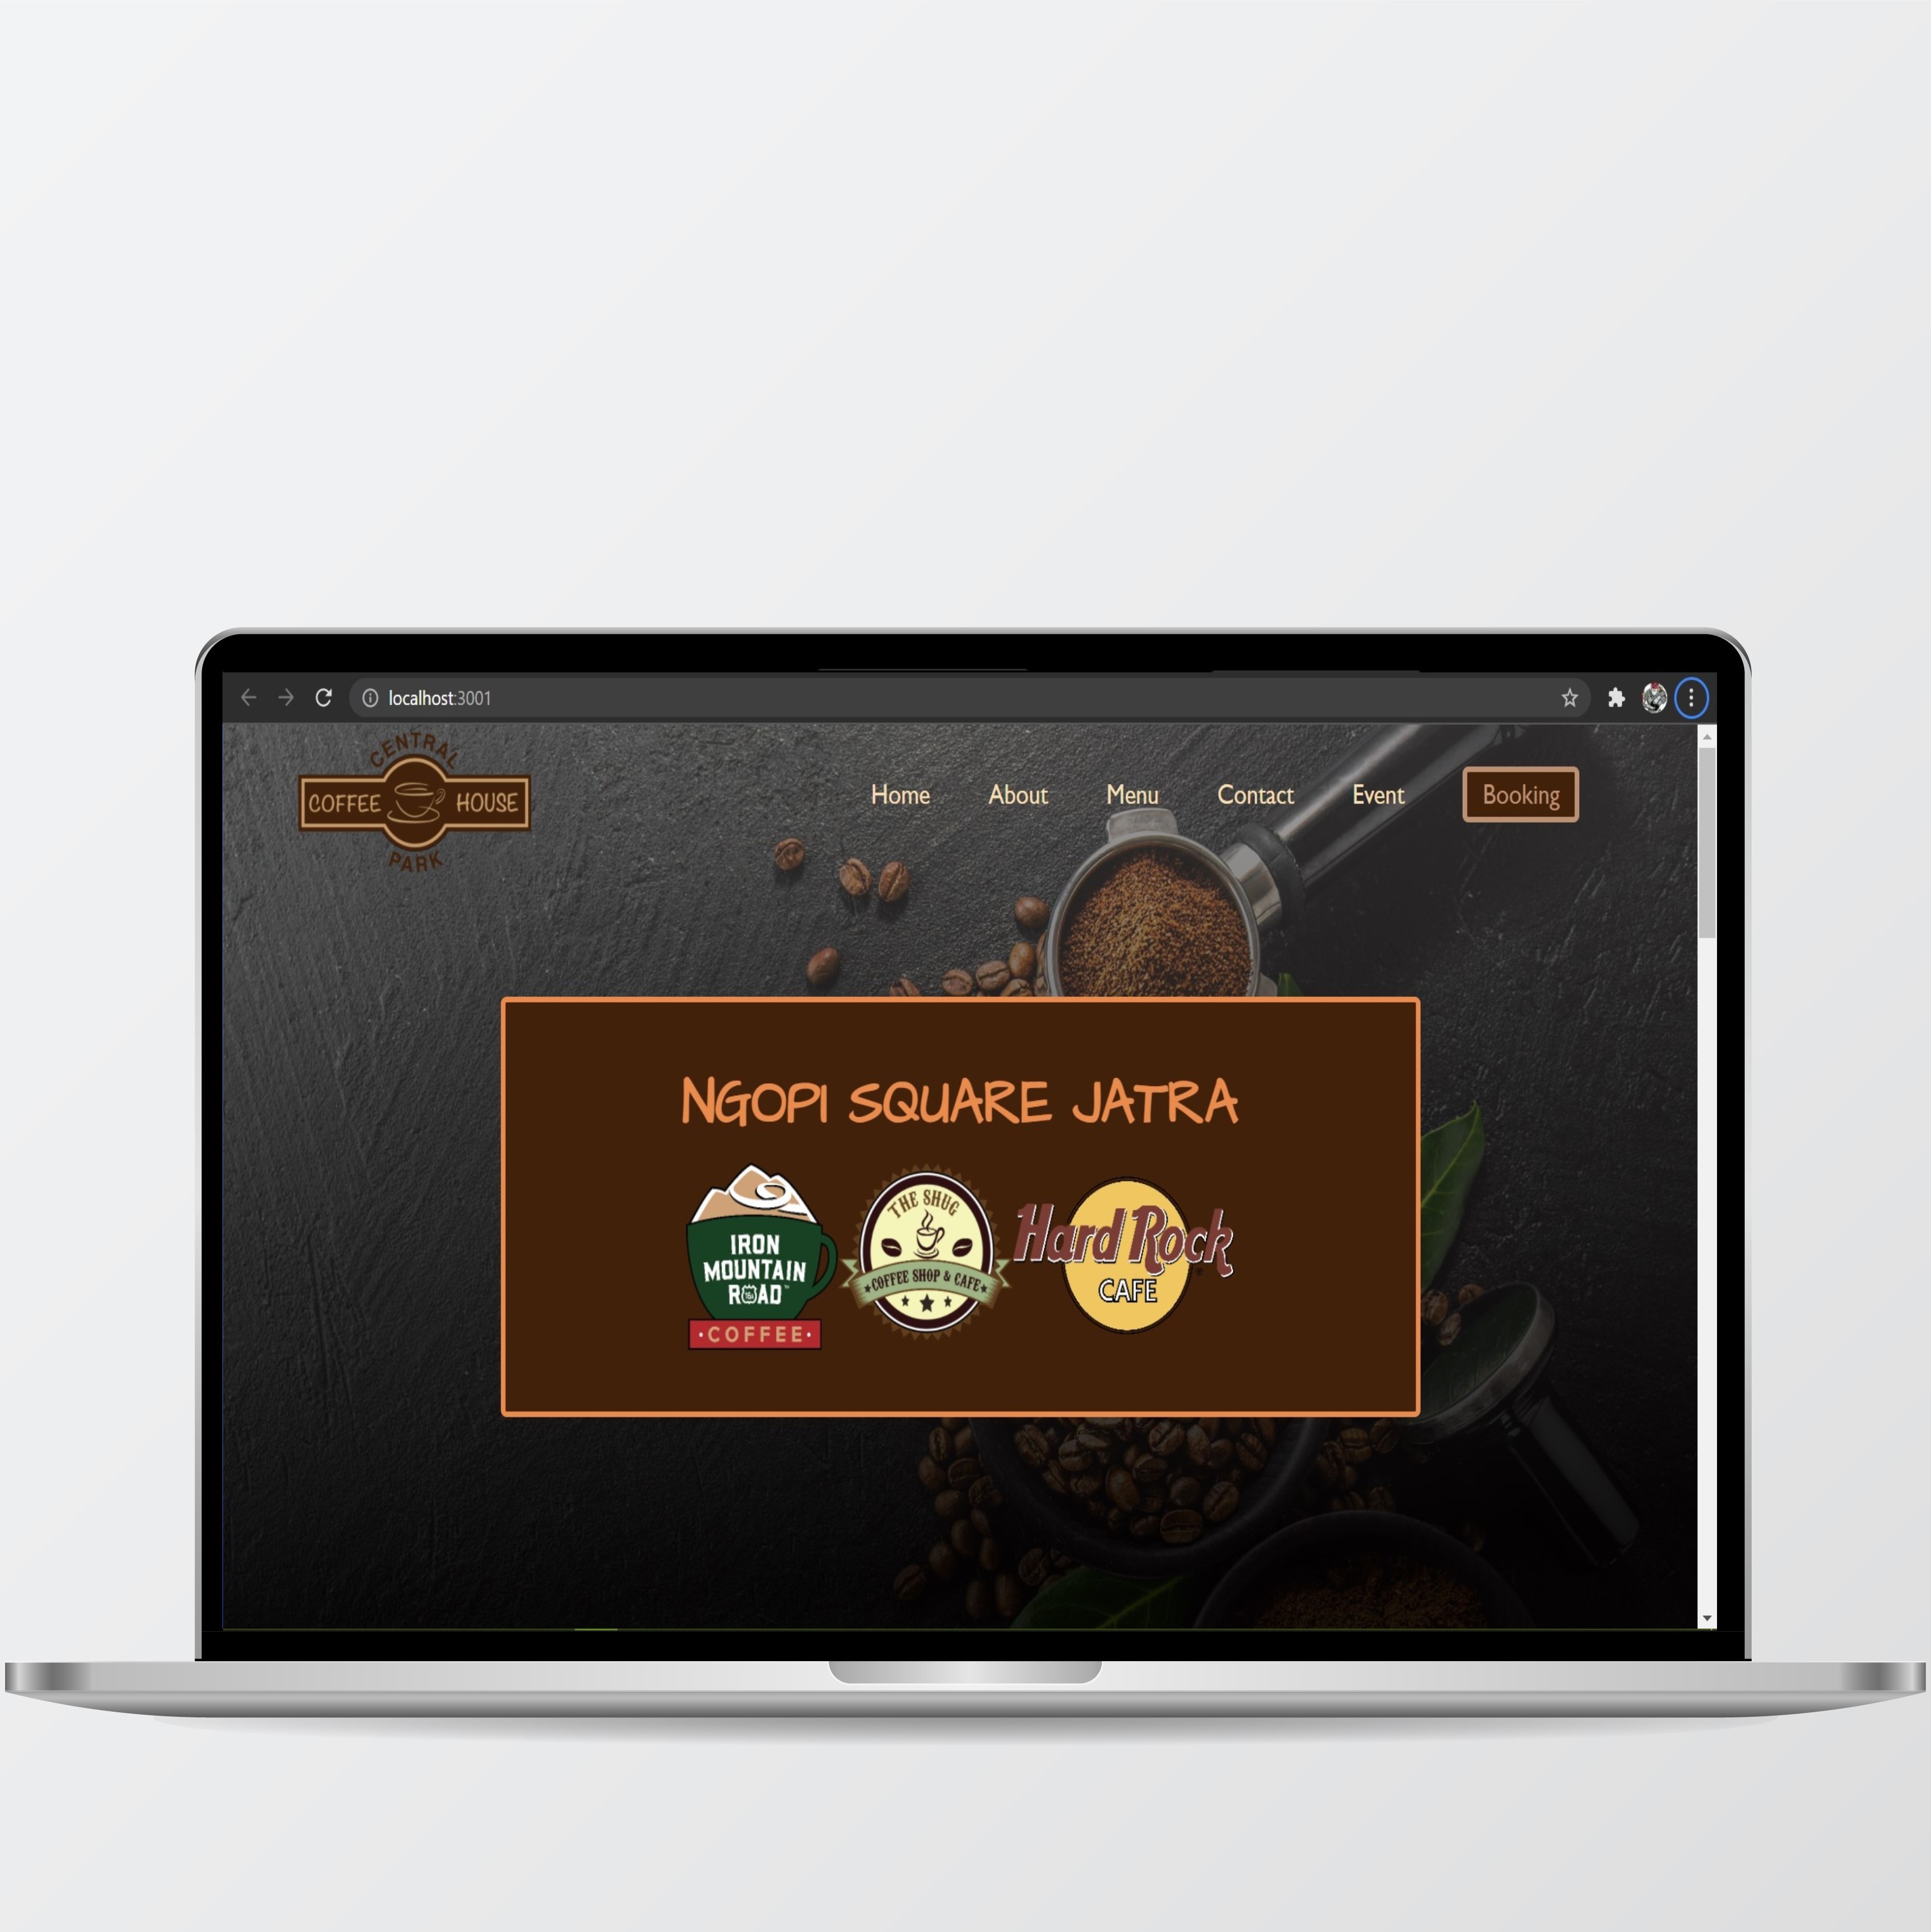 localhost:3001
CENTRAL
COFFEE HOUSE
PARK
Home About Menu Contact Event Booking
NGOPI SQUARE JATRA
IRON
MOUNTAIN
ROAD
·COFFEE·
THE SHUG
COFFEE SHOP & CAFE
Hard Rock
CAFE